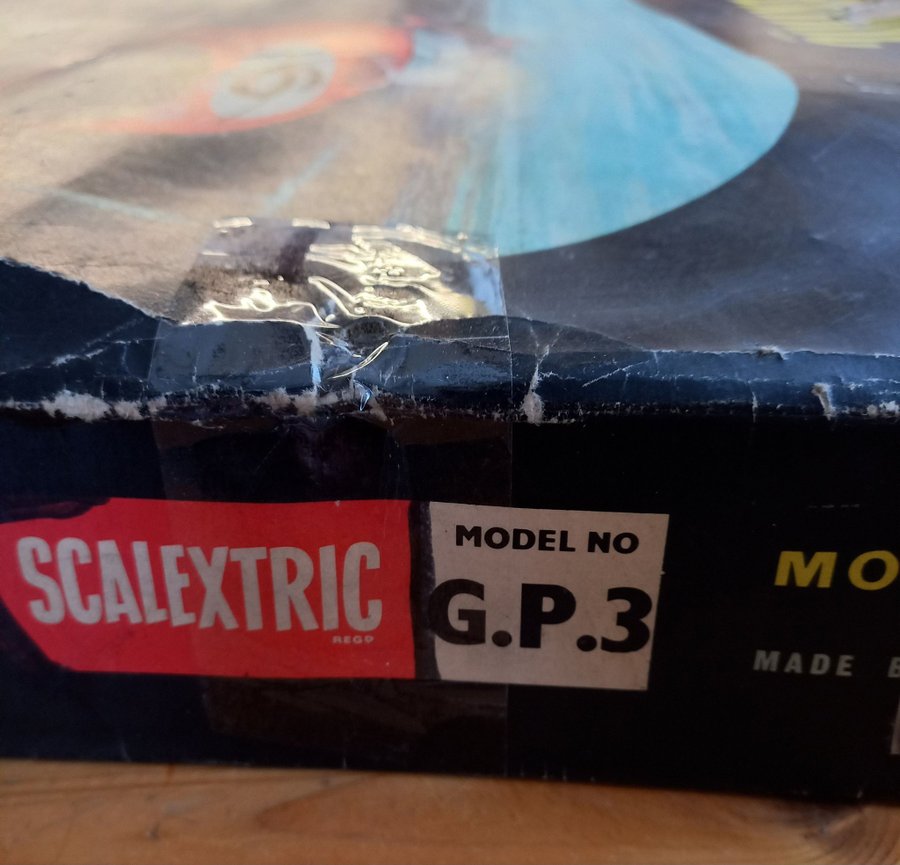 SCALEXTRIC
REGD
MODEL NO
G.P.3
MO
MADE